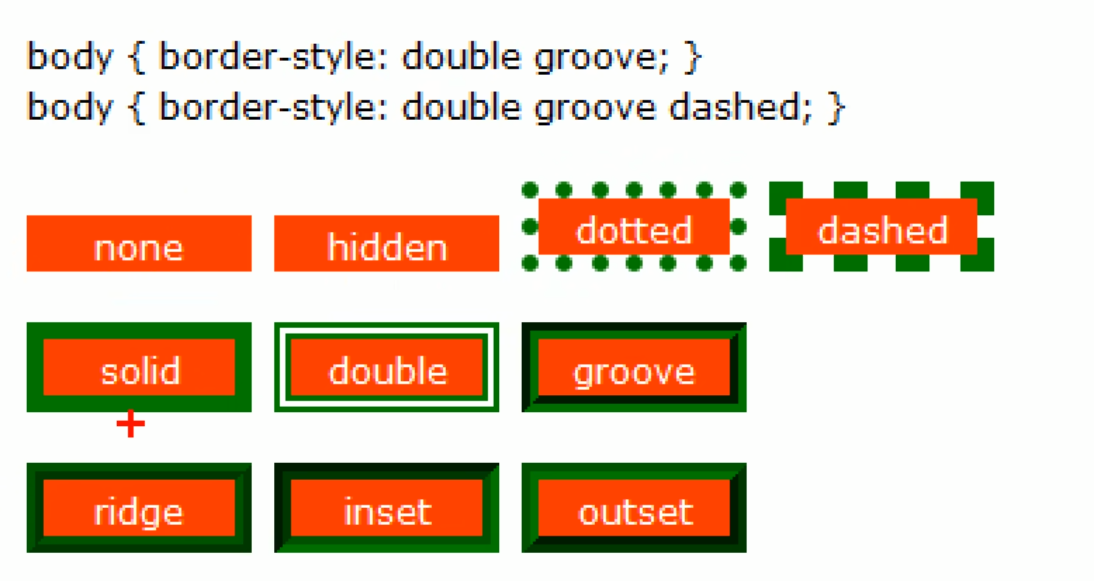 body { border-style: double groove; }
body { border-style: double groove dashed; }
none hidden dotted dashed
solid double groove
+
ridge inset outset